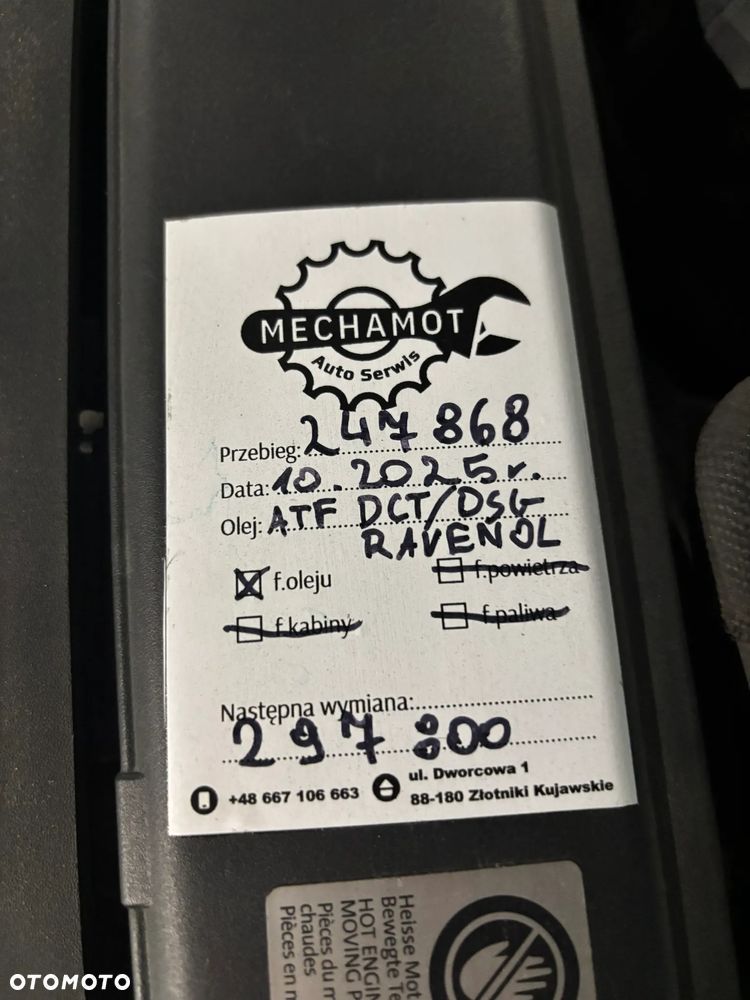 MECHAMOT
Auto Serwis
Przebieg: 247 868
Data: 10.2025 r.
Olej: ATF DCT/DSG
RAVENOL
f.oleju
f.powietrza
f.kabiny
f.paliwa
Następna wymiana:
297 800
+48 667 106 663
ul. Dworcowa 1
88-180 Złotniki Kujawskie
Heisse Mot
Bewegte Te
HOT ENGIN
MOVING P
Pièces du m
chaudes
Pièces en m
OTOMOTO